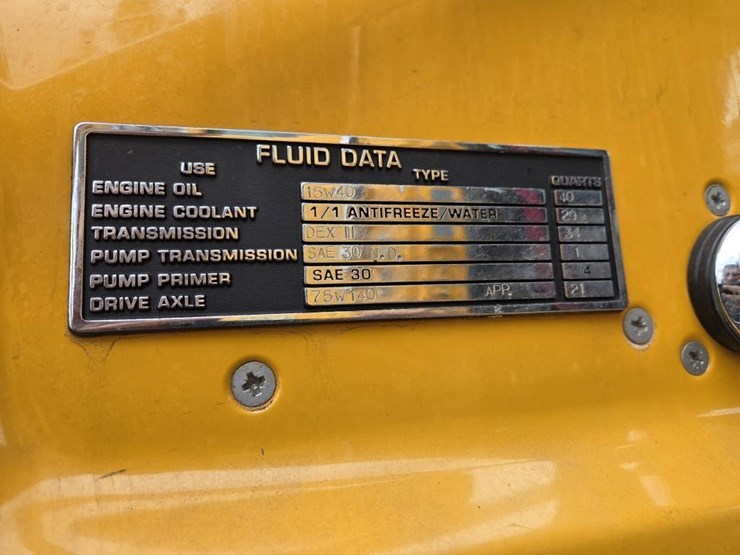 FLUID DATA
USE TYPE QUARTS
ENGINE OIL 15W40 40
ENGINE COOLANT 1/1 ANTIFREEZE/WATER
TRANSMISSION DEX II 34
PUMP TRANSMISSION SAE 30 1
PUMP PRIMER SAE 30 4
DRIVE AXLE 75W140 APP. 21